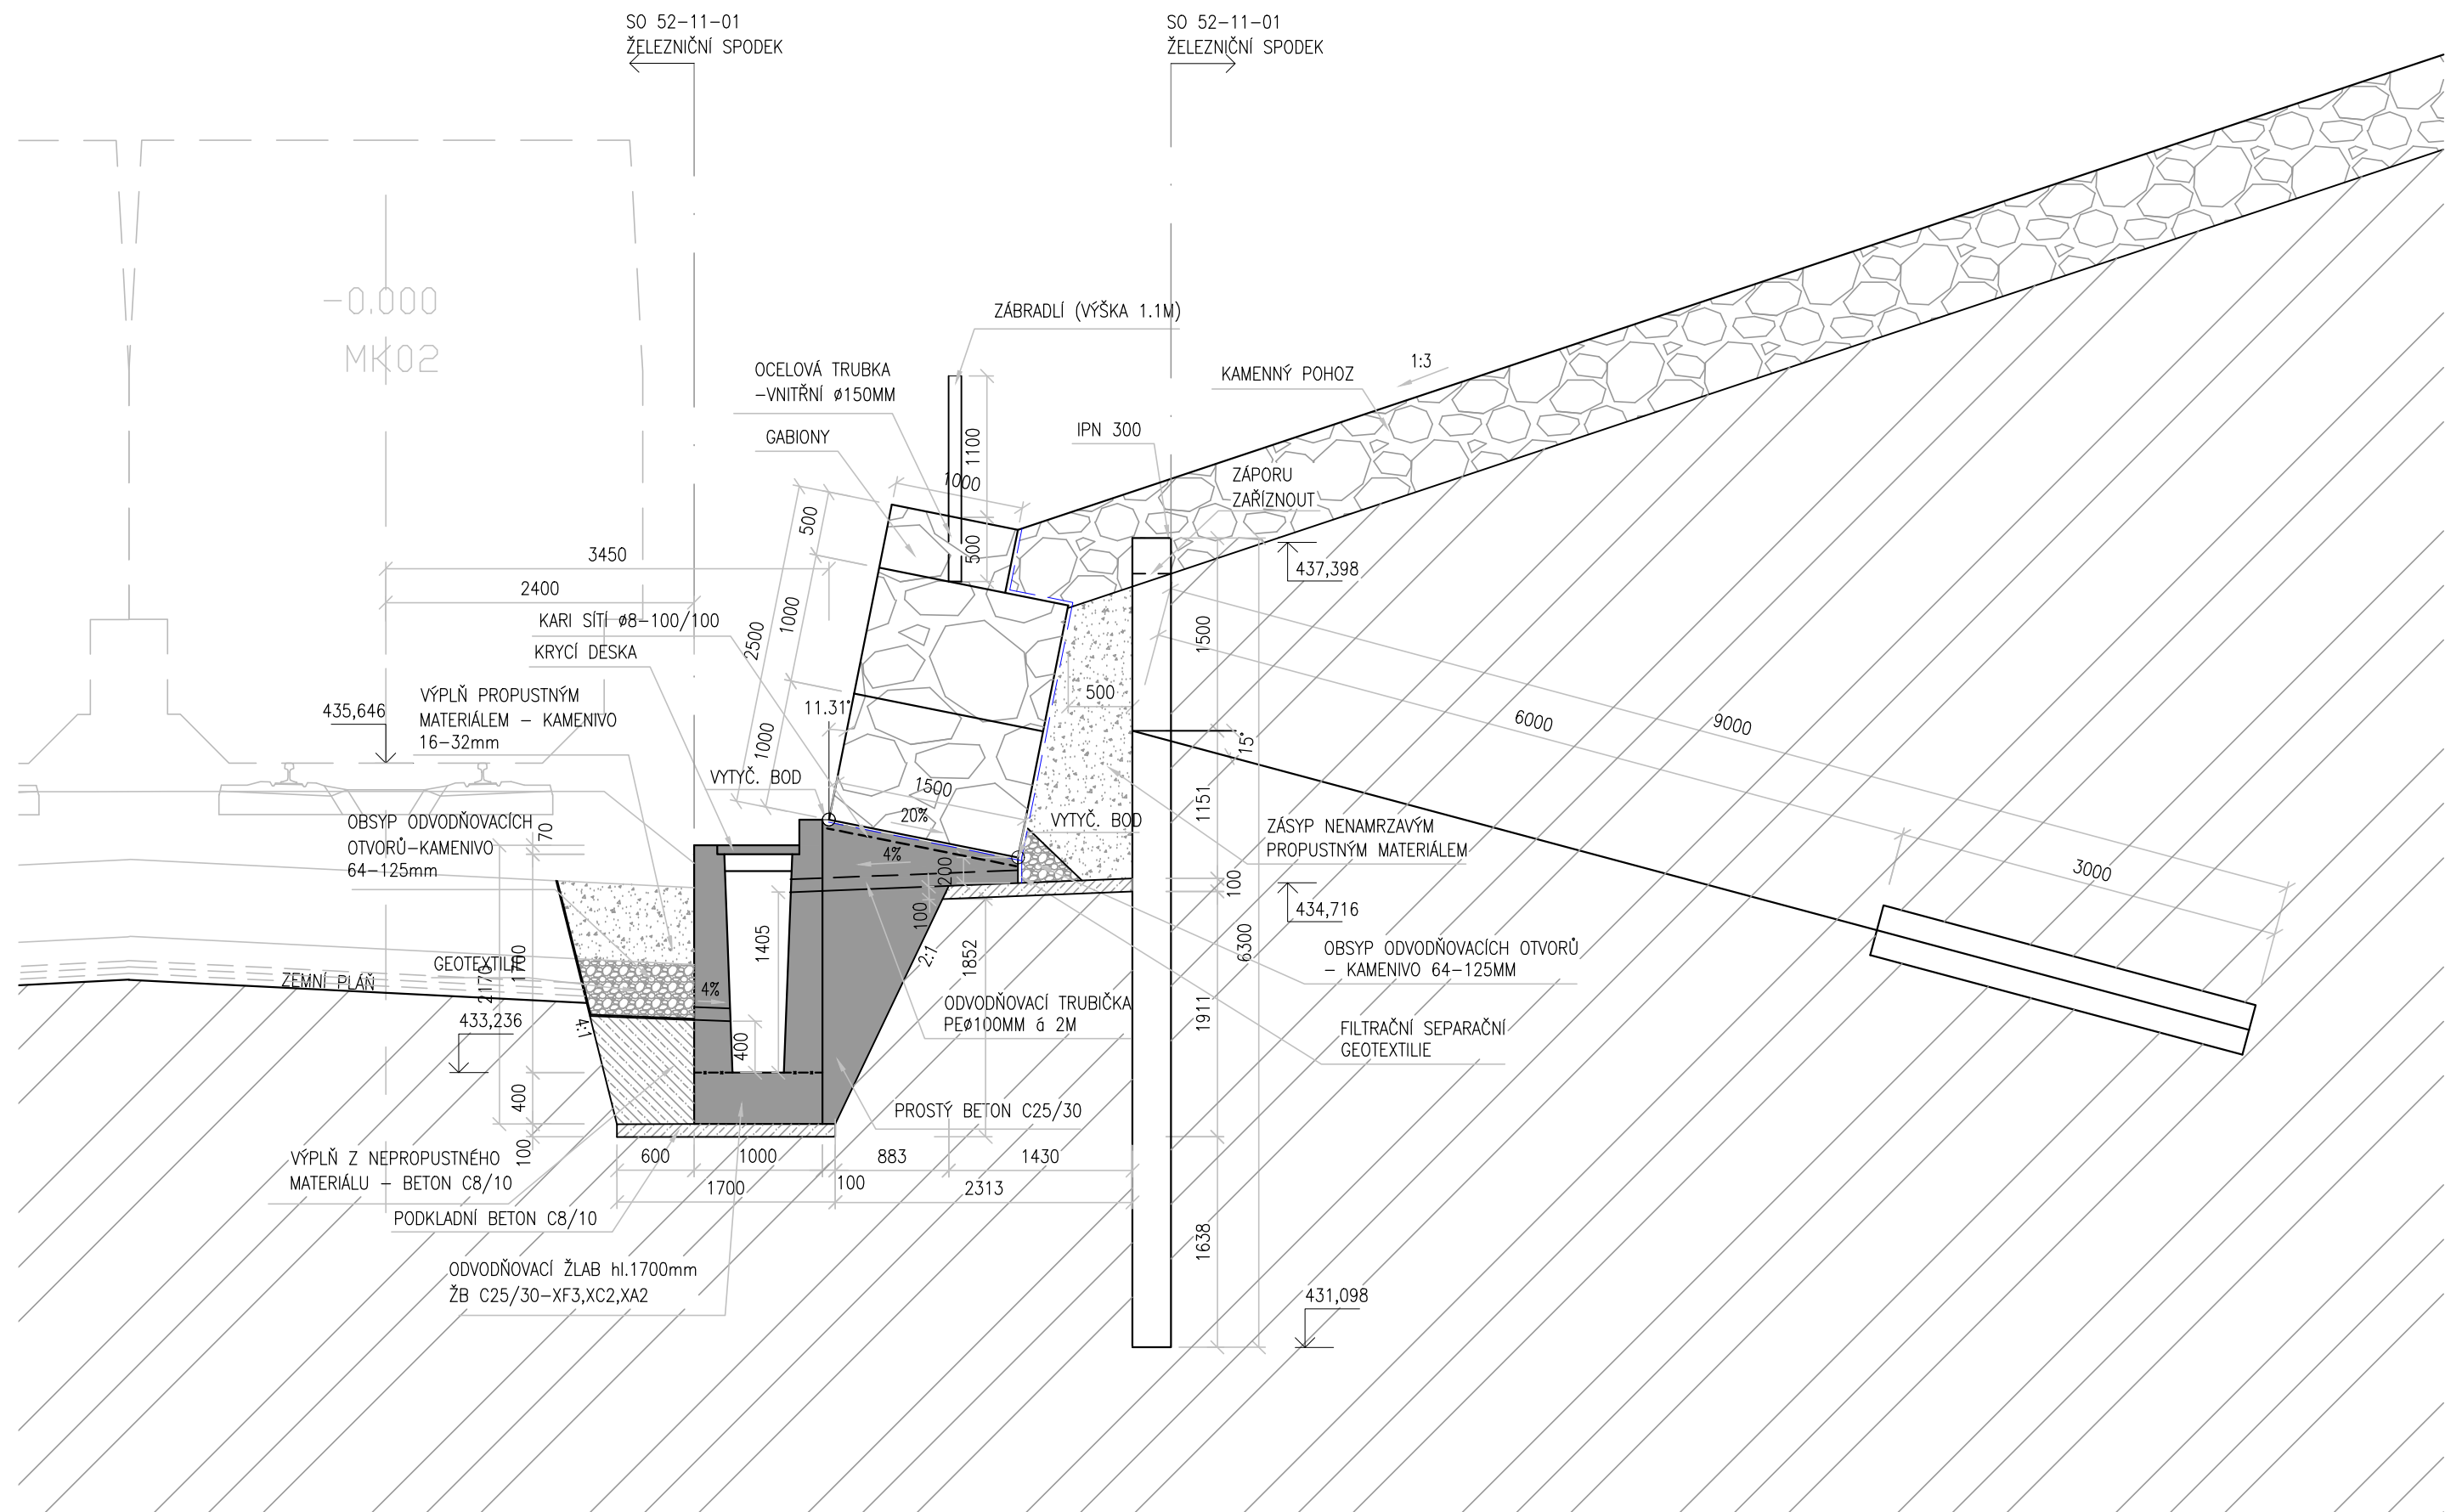 SO 52-11-01
ŽELEZNIČNÍ SPODEK
SO 52-11-01
ŽELEZNIČNÍ SPODEK
-0,000
MK02
ZÁBRADLÍ (VÝŠKA 1.1M)
OCELOVÁ TRUBKA
-VNITŘNÍ ø150MM
GABIONY
1:3
KAMENNÝ POHOZ
IPN 300
ZÁPORU
ZAŘÍZNOUT
1100
1000
500
500
437,398
3450
2400
KARI SÍTÍ ø8-100/100
KRYCÍ DESKA
2500
1000
1500
VÝPLŇ PROPUSTNÝM
MATERIÁLEM - KAMENIVO
16-32mm
435,646
11.31°
500
6000
9000
15°
1000
VYTYČ. BOD
1500
20%
VYTYČ. BOD
1151
OBSYP ODVODŇOVACÍCH
OTVORŮ-KAMENIVO
64-125mm
70
4%
200
ZÁSYP NENAMRZAVÝM
PROPUSTNÝM MATERIÁLEM
3000
100
434,716
100
GEOTEXTILIE
ZEMNÍ PLÁŇ
2170
1700
1405
2:1
1852
6300
OBSYP ODVODŇOVACÍCH OTVORŮ
- KAMENIVO 64-125MM
4%
ODVODŇOVACÍ TRUBIČKA
PEø100MM á 2M
1911
433,236
4:1
400
FILTRAČNÍ SEPARAČNÍ
GEOTEXTILIE
400
PROSTÝ BETON C25/30
100
VÝPLŇ Z NEPROPUSTNÉHO
MATERIÁLU - BETON C8/10
600
1000
883
1430
1700
100
2313
PODKLADNÍ BETON C8/10
1638
ODVODŇOVACÍ ŽLAB hl.1700mm
ŽB C25/30-XF3,XC2,XA2
431,098